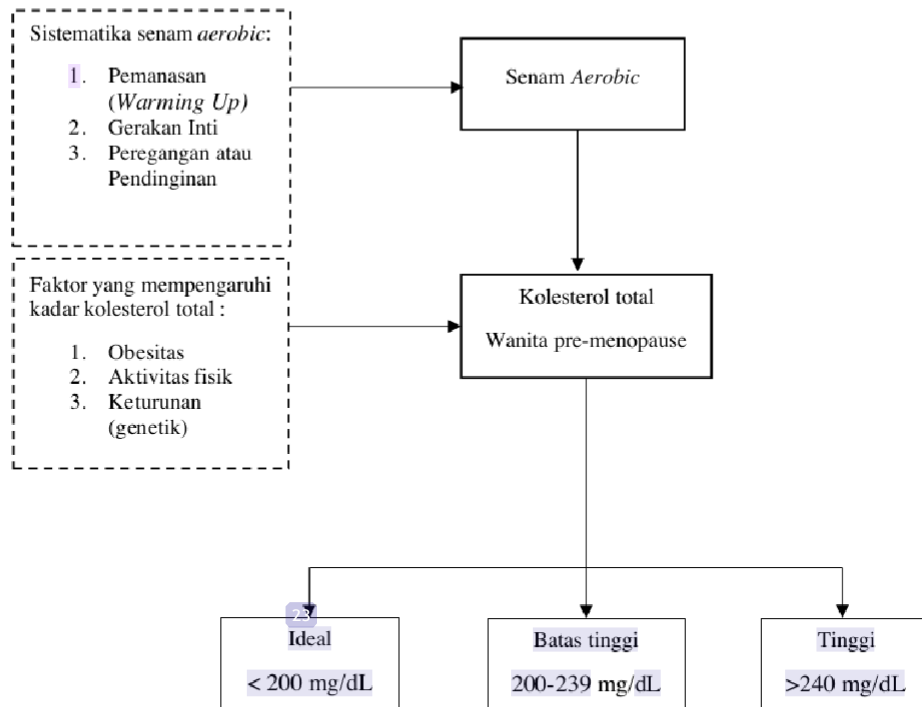 Sistematika senam aerobic:
1. Pemanasan
(Warming Up)
2. Gerakan Inti
3. Peregangan atau
Pendinginan
Senam Aerobic
Faktor yang mempengaruhi
kadar kolesterol total :
1. Obesitas
2. Aktivitas fisik
3. Keturunan
(genetik)
Kolesterol total
Wanita pre-menopause
23
Ideal
< 200 mg/dL
Batas tinggi
200-239 mg/dL
Tinggi
>240 mg/dL